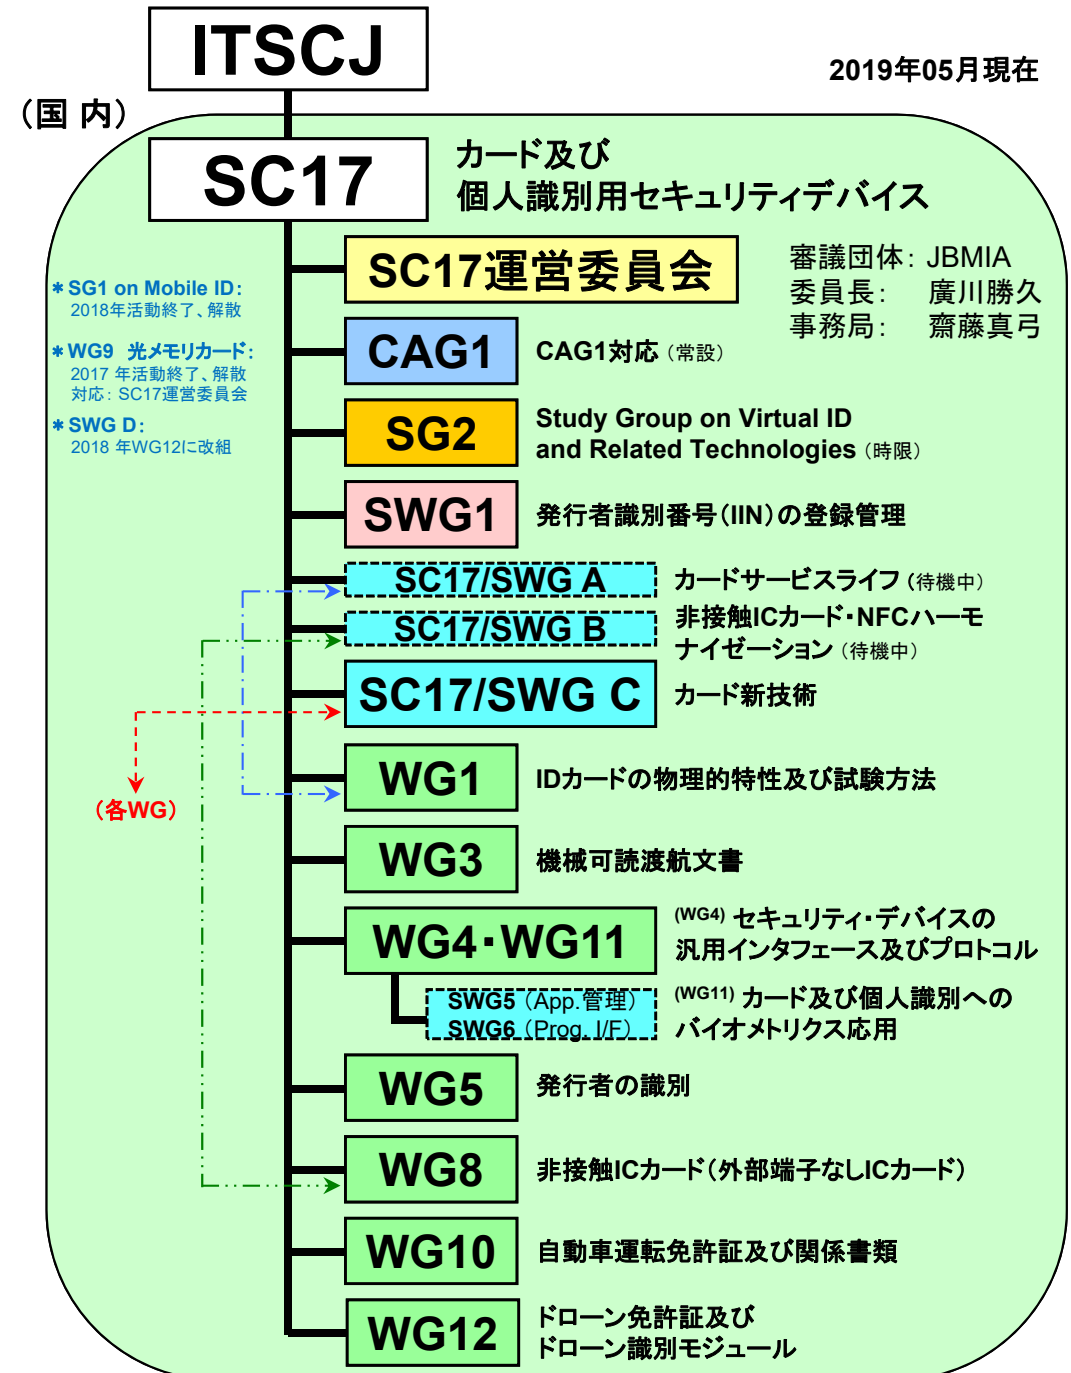 ITSCJ
2019年05月現在
（国 内）
SC17
カード及び
個人識別用セキュリティデバイス
SC17運営委員会
審議団体： JBMIA
委員長： 廣川勝久
事務局： 齋藤真弓
＊SG1 on Mobile ID：
2018年活動終了、解散
＊WG9 光メモリカード：
2017 年活動終了、解散
対応： SC17運営委員会
＊SWG D：
2018 年WG12に改組
CAG1
CAG1対応（常設）
SG2
Study Group on Virtual ID
and Related Technologies（時限）
SWG1
発行者識別番号（IIN）の登録管理
SC17/SWG A
カードサービスライフ（待機中）
SC17/SWG B
非接触ICカード・NFCハーモ
ナイゼーション（待機中）
SC17/SWG C
カード新技術
（各WG）
WG1
IDカードの物理的特性及び試験方法
WG3
機械可読渡航文書
WG4・WG11
(WG4) セキュリティ・デバイスの
汎用インタフェース及びプロトコル
SWG5（App.管理）
SWG6（Prog. I/F）
(WG11) カード及び個人識別への
バイオメトリクス応用
WG5
発行者の識別
WG8
非接触ICカード（外部端子なしICカード）
WG10
自動車運転免許証及び関係書類
WG12
ドローン免許証及び
ドローン識別モジュール